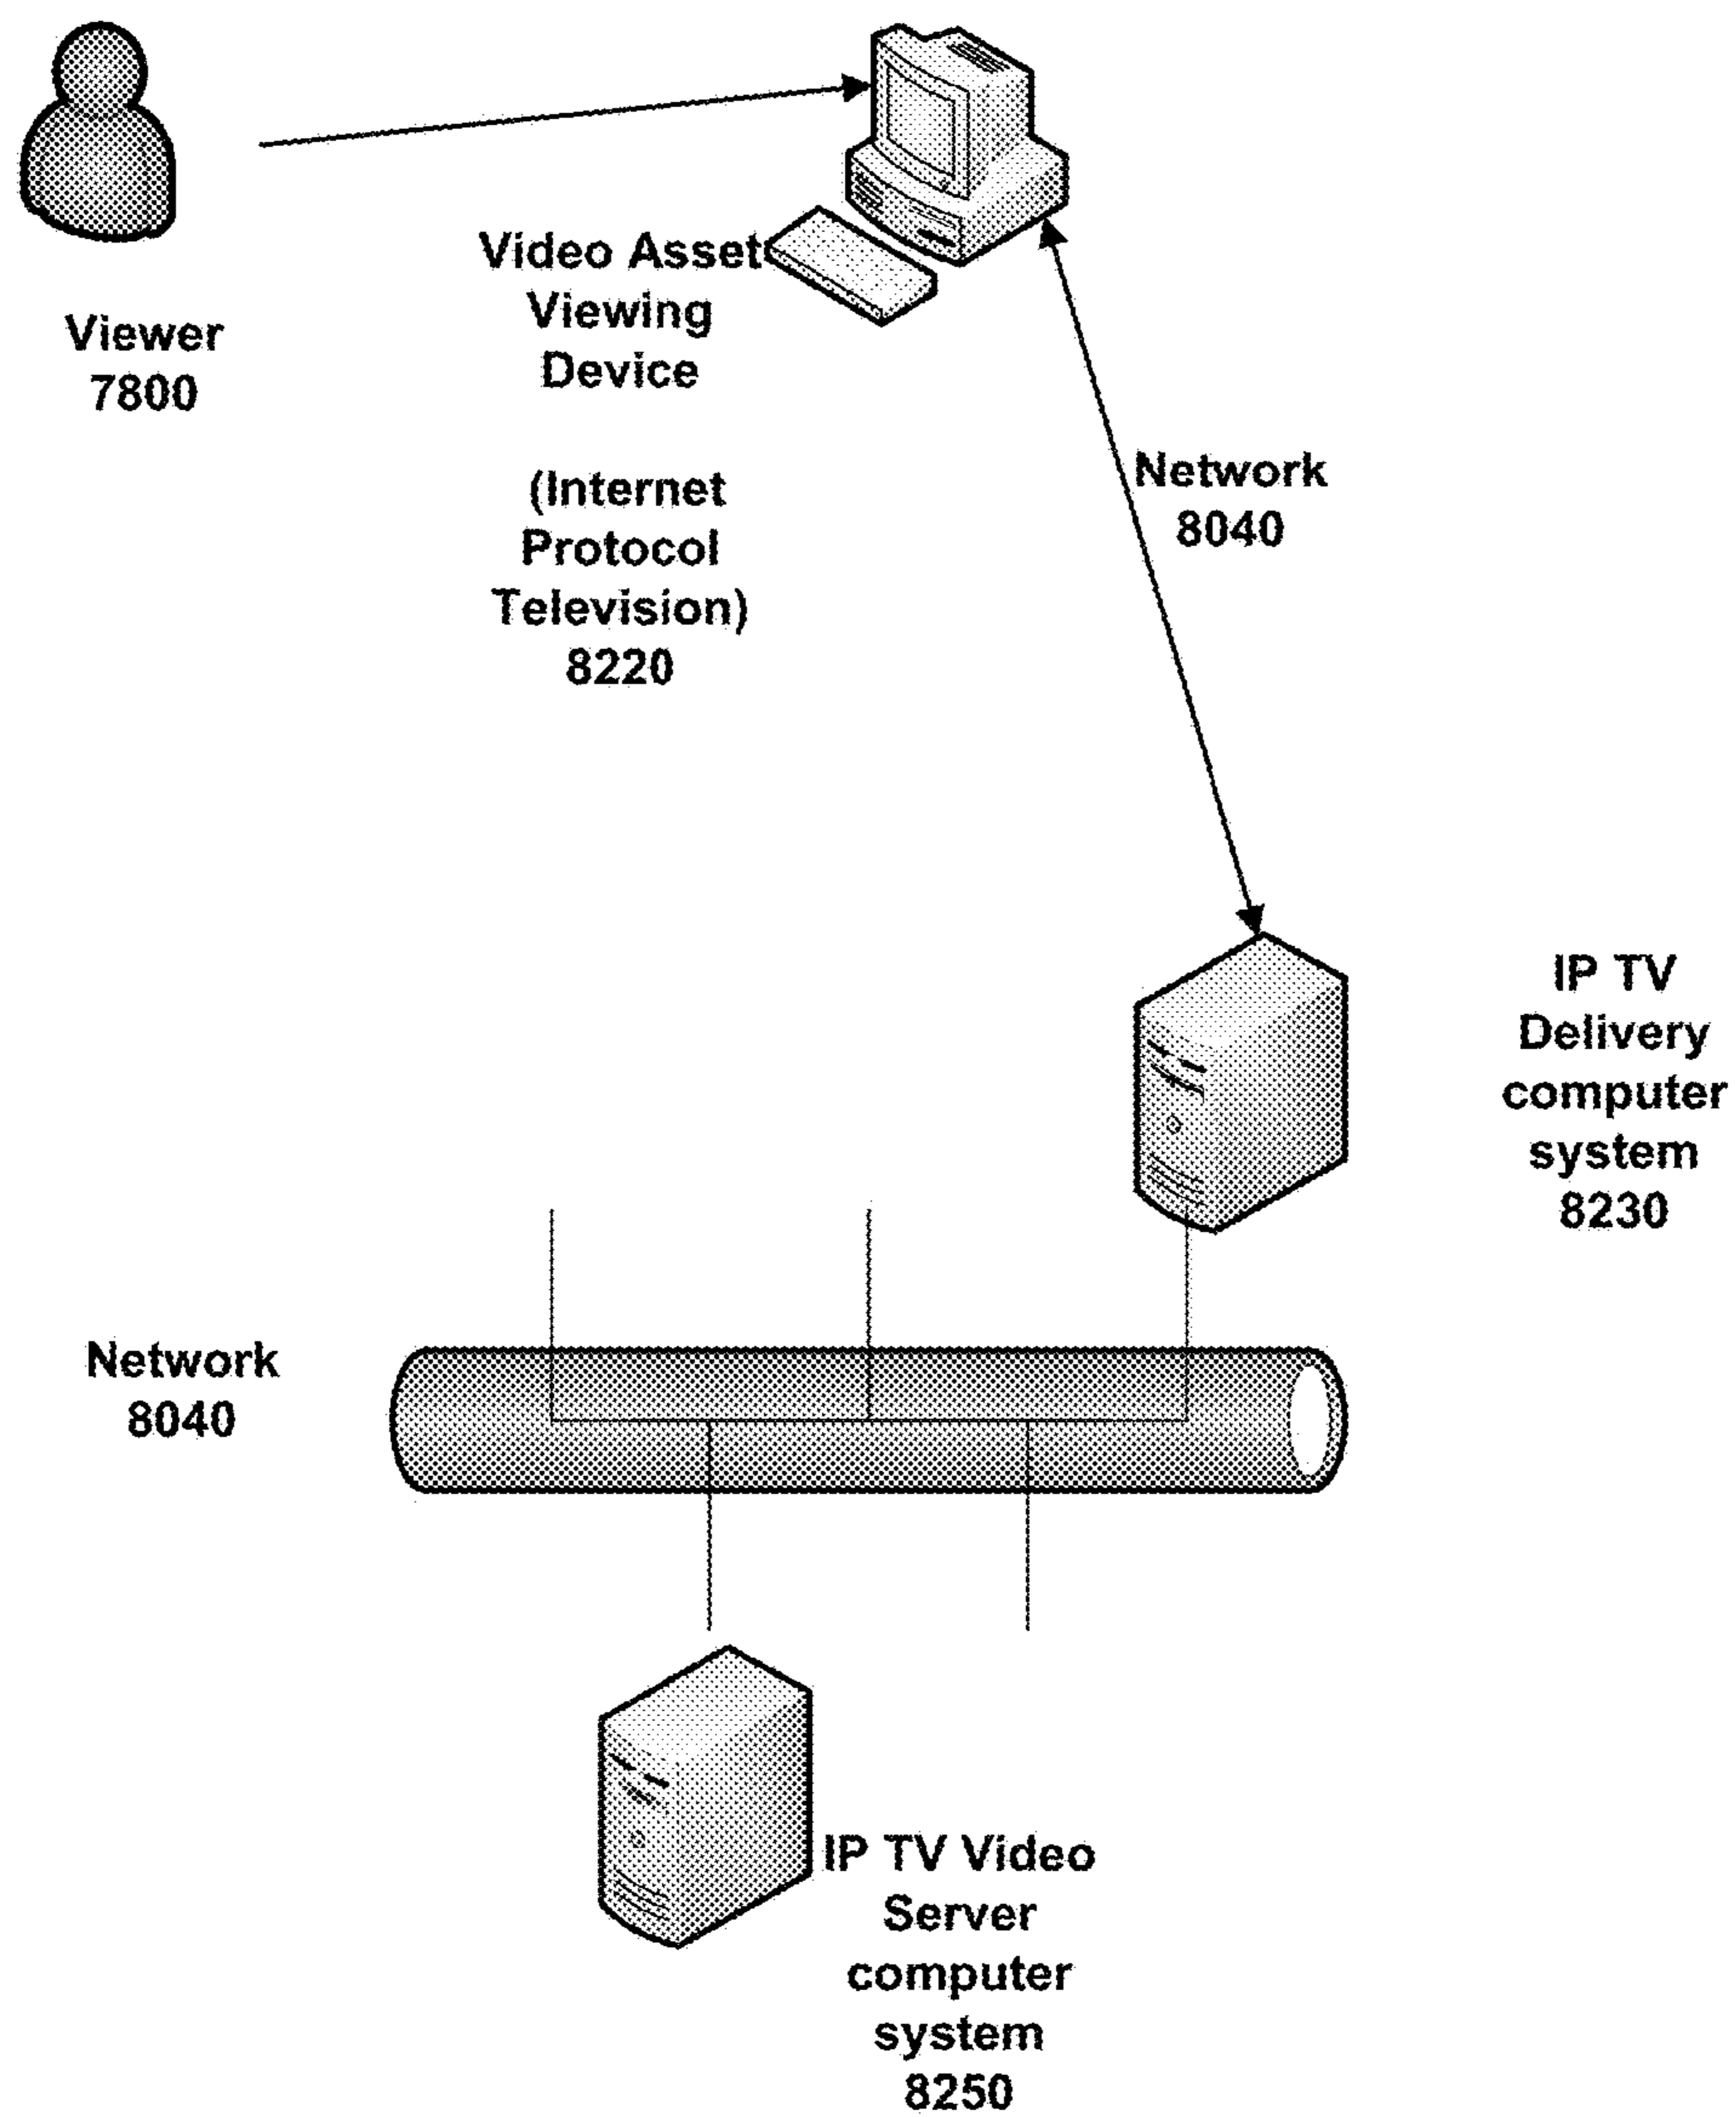 Viewer
7800
Video Asset
Viewing
Device
(Internet
Protocol
Television)
8220
Network
8040
IP TV
Delivery
computer
system
8230
Network
8040
IP TV Video
Server
computer
system
8250